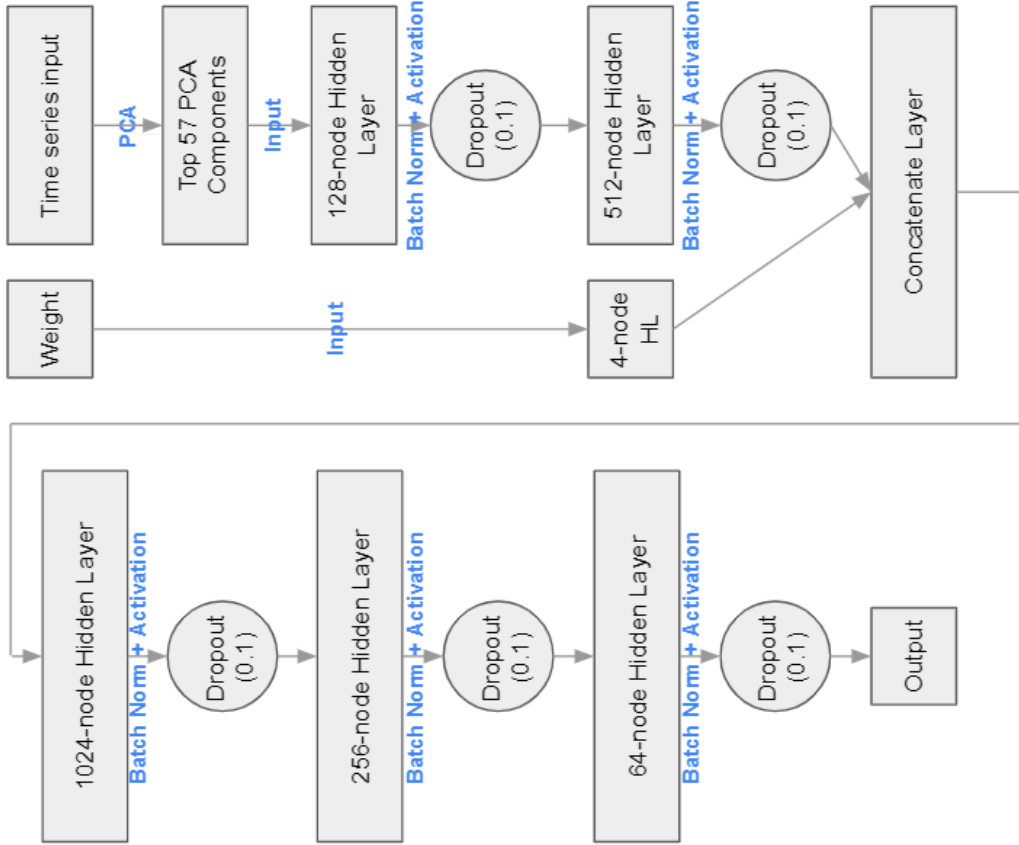 Time series input
PCA
Top 57 PCA
Components
Input
128-node Hidden
Layer
Batch Norm + Activation
Dropout
(0.1)
512-node Hidden
Layer
Batch Norm + Activation
Dropout
(0.1)
Weight
Input
4-node
HL
Concatenate Layer
1024-node Hidden Layer
Batch Norm + Activation
Dropout
(0.1)
256-node Hidden Layer
Batch Norm + Activation
Dropout
(0.1)
64-node Hidden Layer
Batch Norm + Activation
Dropout
(0.1)
Output